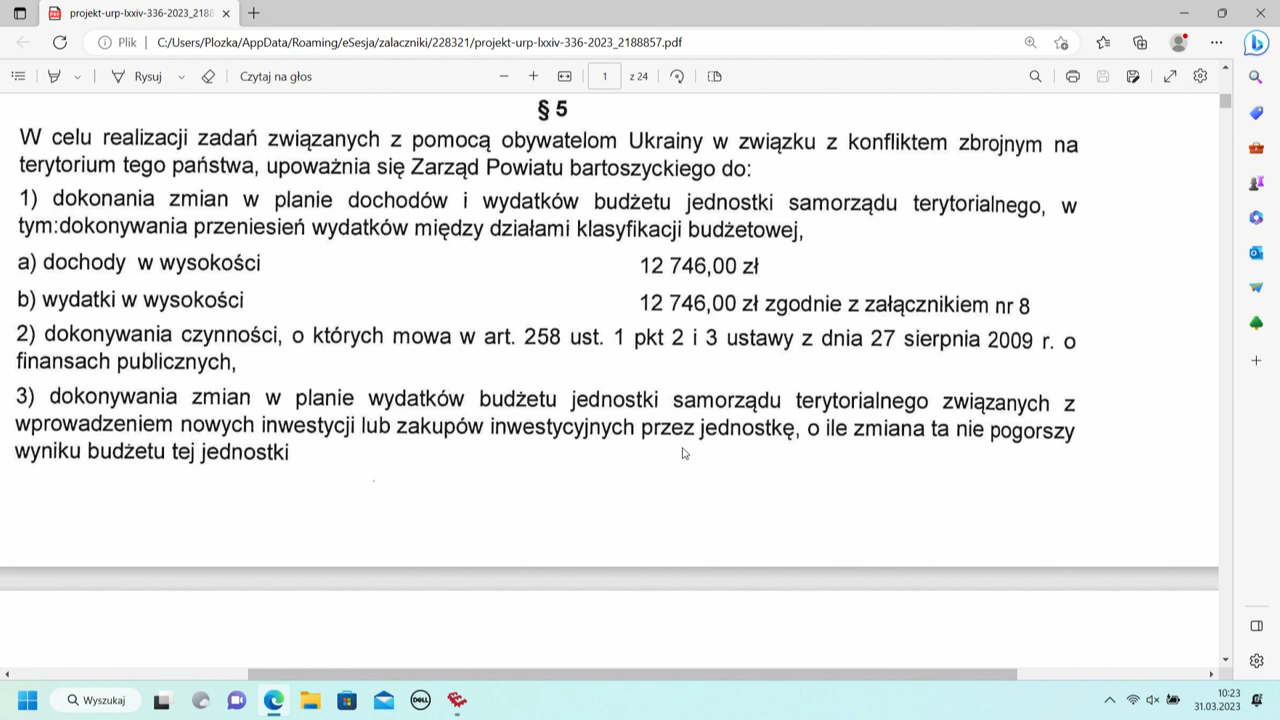 projekt-urp-lxxiv-336-2023_2188
Plik
C:/Users/Plozka/AppData/Roaming/eSesja/zalaczniki/228321/projekt-urp-lxxiv-336-2023_2188857.pdf
Rysuj
Czytaj na głos
1
z 24
§ 5
W celu realizacji zadań związanych z pomocą obywatelom Ukrainy w związku z konfliktem zbrojnym na
terytorium tego państwa, upoważnia się Zarząd Powiatu bartoszyckiego do:
1) dokonania zmian w planie dochodów i wydatków budżetu jednostki samorządu terytorialnego, w
tym:dokonywania przeniesień wydatków między działami klasyfikacji budżetowej,
a) dochody w wysokości 12 746,00 zł
b) wydatki w wysokości 12 746,00 zł zgodnie z załącznikiem nr 8
2) dokonywania czynności, o których mowa w art. 258 ust. 1 pkt 2 i 3 ustawy z dnia 27 sierpnia 2009 r. o
finansach publicznych,
3) dokonywania zmian w planie wydatków budżetu jednostki samorządu terytorialnego związanych z
wprowadzeniem nowych inwestycji lub zakupów inwestycyjnych przez jednostkę, o ile zmiana ta nie pogorszy
wyniku budżetu tej jednostki
Wyszukaj
DELL
10:23
31.03.2023